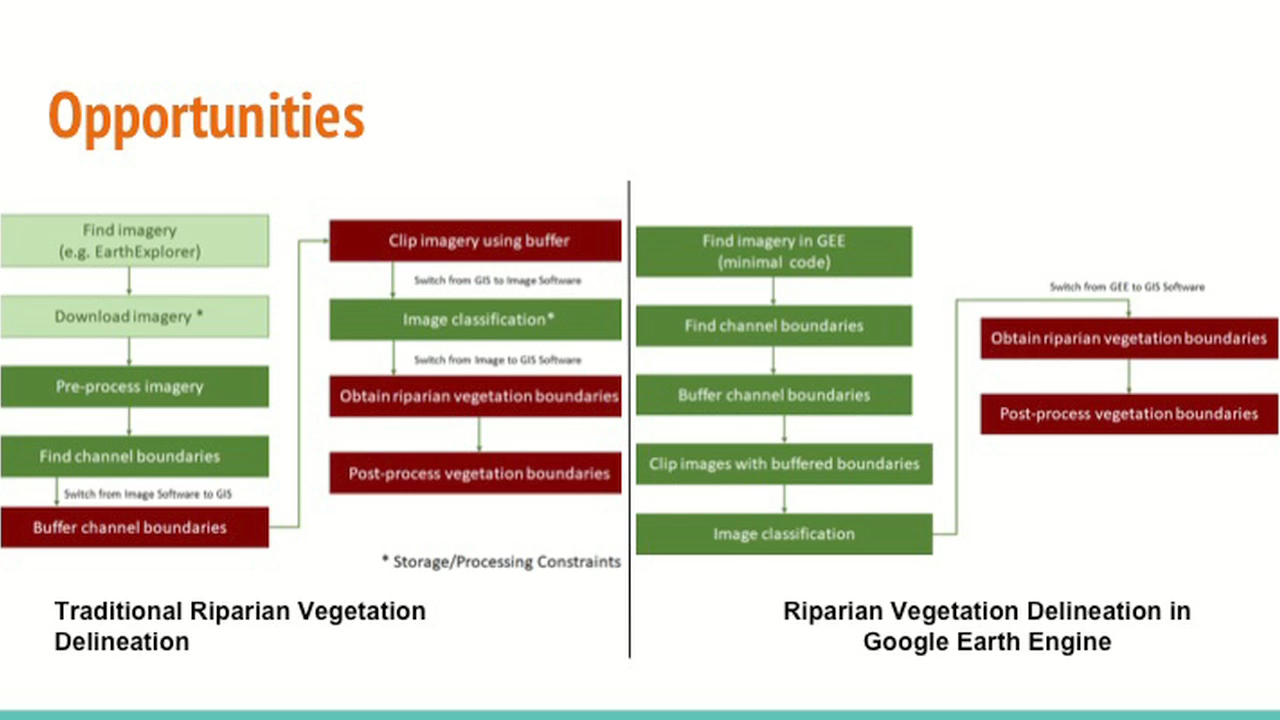 Opportunities
Find imagery
(e.g. EarthExplorer)
Download imagery *
Pre-process imagery
Find channel boundaries
Switch from Image Software to GIS
Buffer channel boundaries
Clip imagery using buffer
Switch from GIS to Image Software
Image classification*
Switch from Image to GIS Software
Obtain riparian vegetation boundaries
Post-process vegetation boundaries
* Storage/Processing Constraints
Traditional Riparian Vegetation
Delineation
Find imagery in GEE
(minimal code)
Find channel boundaries
Buffer channel boundaries
Clip images with buffered boundaries
Image classification
Switch from GEE to GIS Software
Obtain riparian vegetation boundaries
Post-process vegetation boundaries
Riparian Vegetation Delineation in
Google Earth Engine